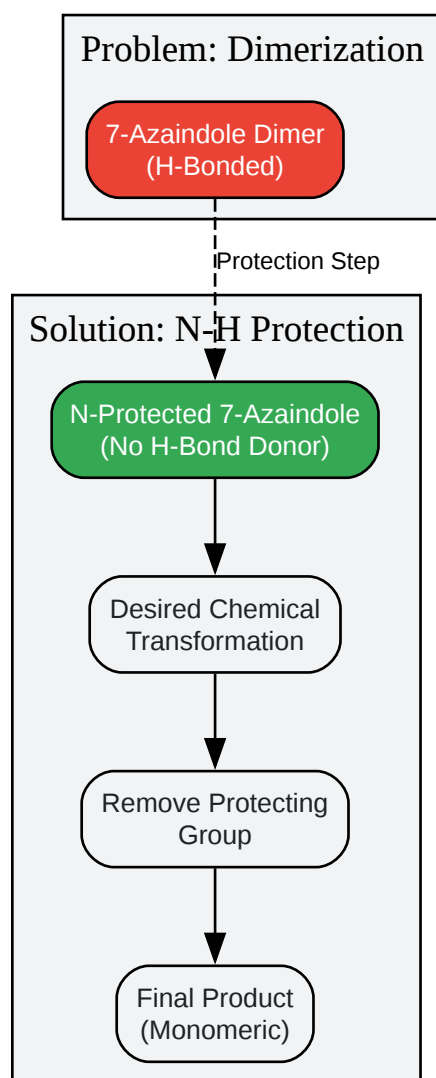 Problem: Dimerization
7-Azaindole Dimer
(H-Bonded)
Protection Step
Solution: N-H Protection
N-Protected 7-Azaindole
(No H-Bond Donor)
Desired Chemical
Transformation
Remove Protecting
Group
Final Product
(Monomeric)